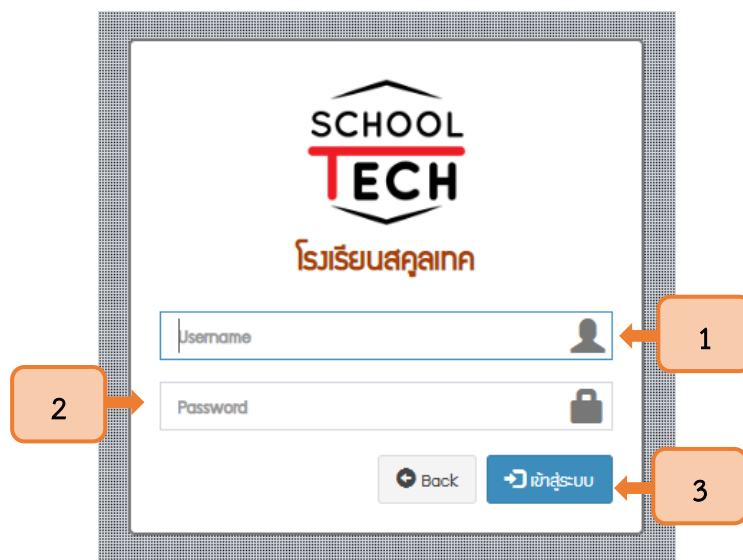 SCHOOL
TECH
โรงเรียนสคูลเทค
Username
1
2
Password
Back
เข้าสู่ระบบ
3